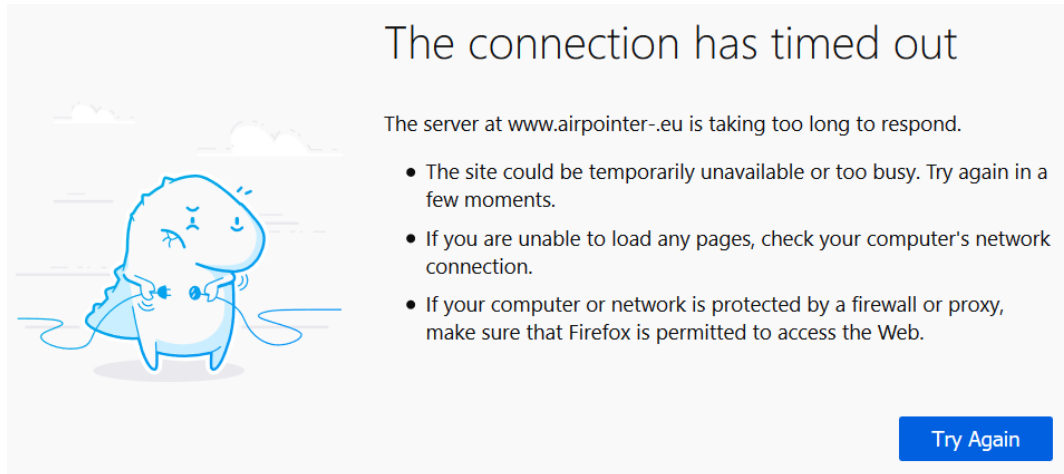 The connection has timed out
The server at www.airpointer-.eu is taking too long to respond.
• The site could be temporarily unavailable or too busy. Try again in a
few moments.
• If you are unable to load any pages, check your computer's network
connection.
• If your computer or network is protected by a firewall or proxy,
make sure that Firefox is permitted to access the Web.
Try Again